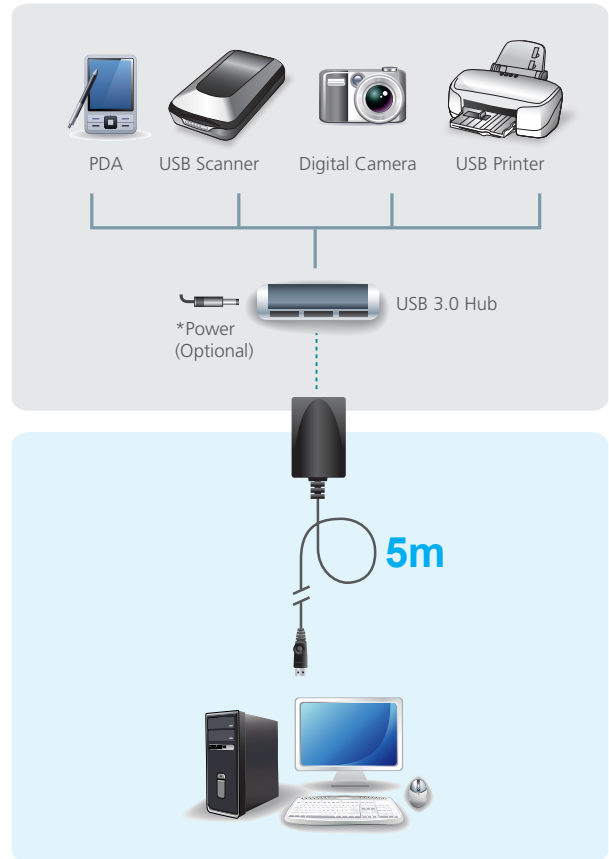 PDA
USB Scanner
Digital Camera
USB Printer
USB 3.0 Hub
*Power
(Optional)
5m